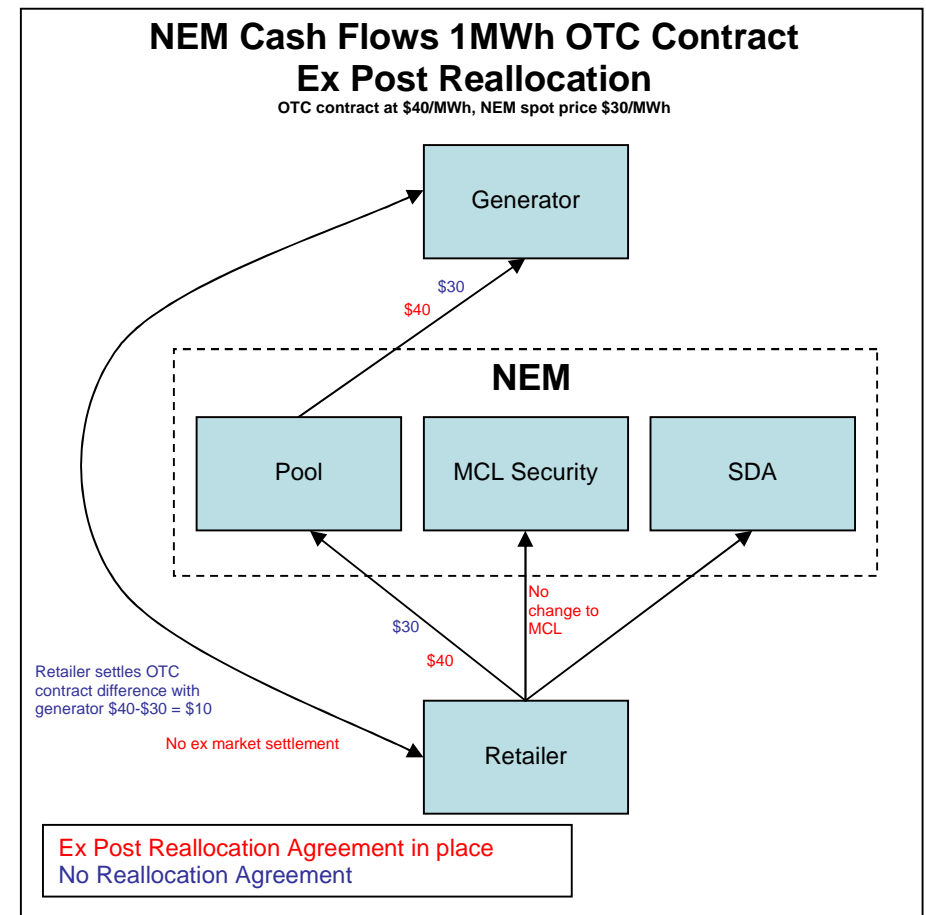 NEM Cash Flows 1MWh OTC Contract
Ex Post Reallocation
OTC contract at $40/MWh, NEM spot price $30/MWh
Generator
$30
$40
NEM
Pool
MCL Security
SDA
No
change to
MCL
$30
$40
Retailer settles OTC
contract difference with
generator $40-$30 = $10
No ex market settlement
Retailer
Ex Post Reallocation Agreement in place
No Reallocation Agreement